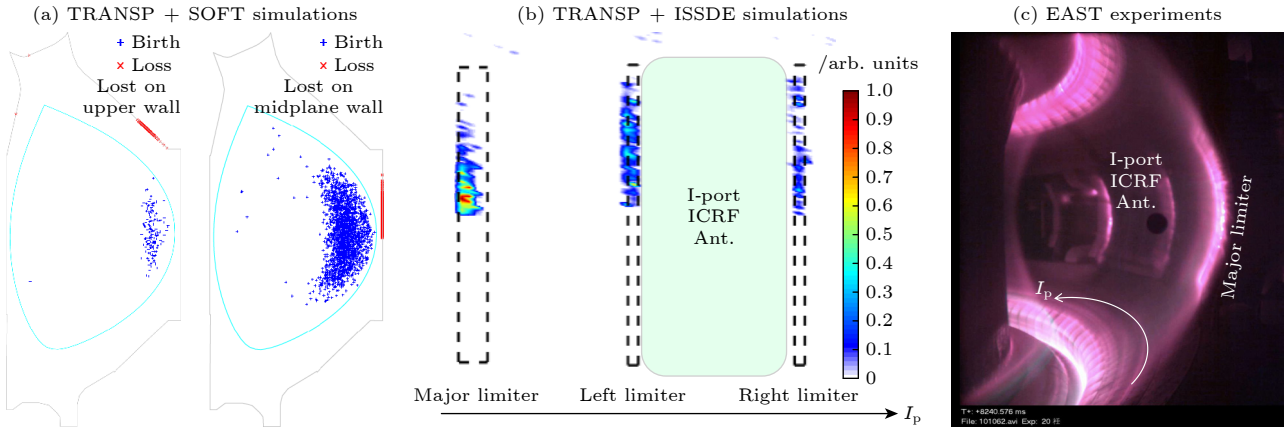 (a) TRANSP + SOFT simulations
+ Birth
× Loss
Lost on
upper wall
+ Birth
× Loss
Lost on
midplane wall
(b) TRANSP + ISSDE simulations
/arb. units
1.0
0.9
0.8
0.7
0.6
0.5
0.4
0.3
0.2
0.1
0
I-port
ICRF
Ant.
Major limiter
Left limiter
Right limiter
Ip
(c) EAST experiments
I-port
ICRF
Ant.
Major limiter
Ip
T+: +8240.576 ms
File: 101062.avi Exp: 20 衽